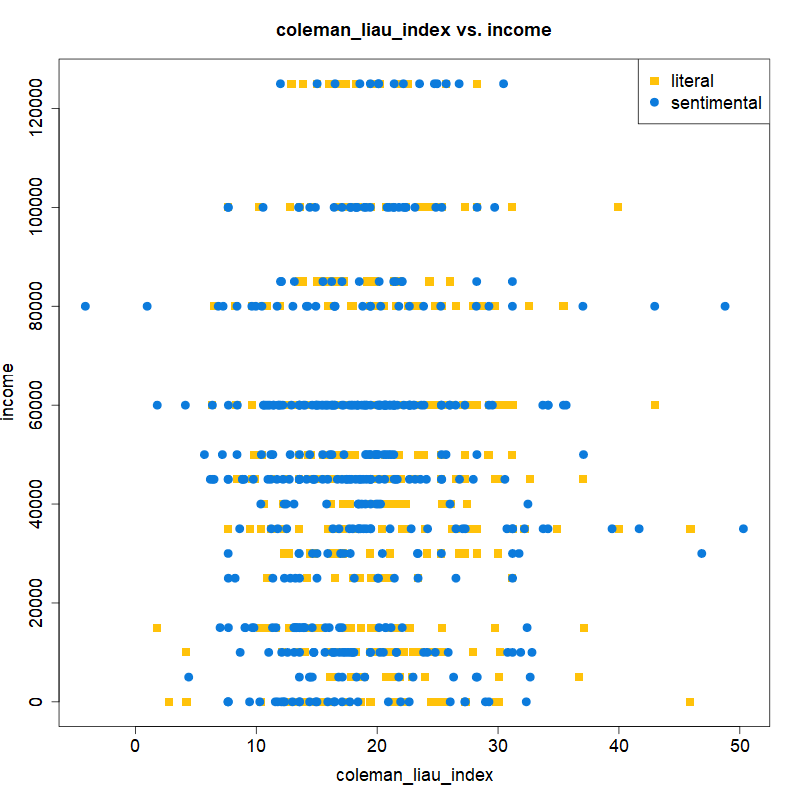 coleman_liau_index vs. income
literal
sentimental
120000
100000
80000
60000
40000
20000
0
income
0 10 20 30 40 50
coleman_liau_index